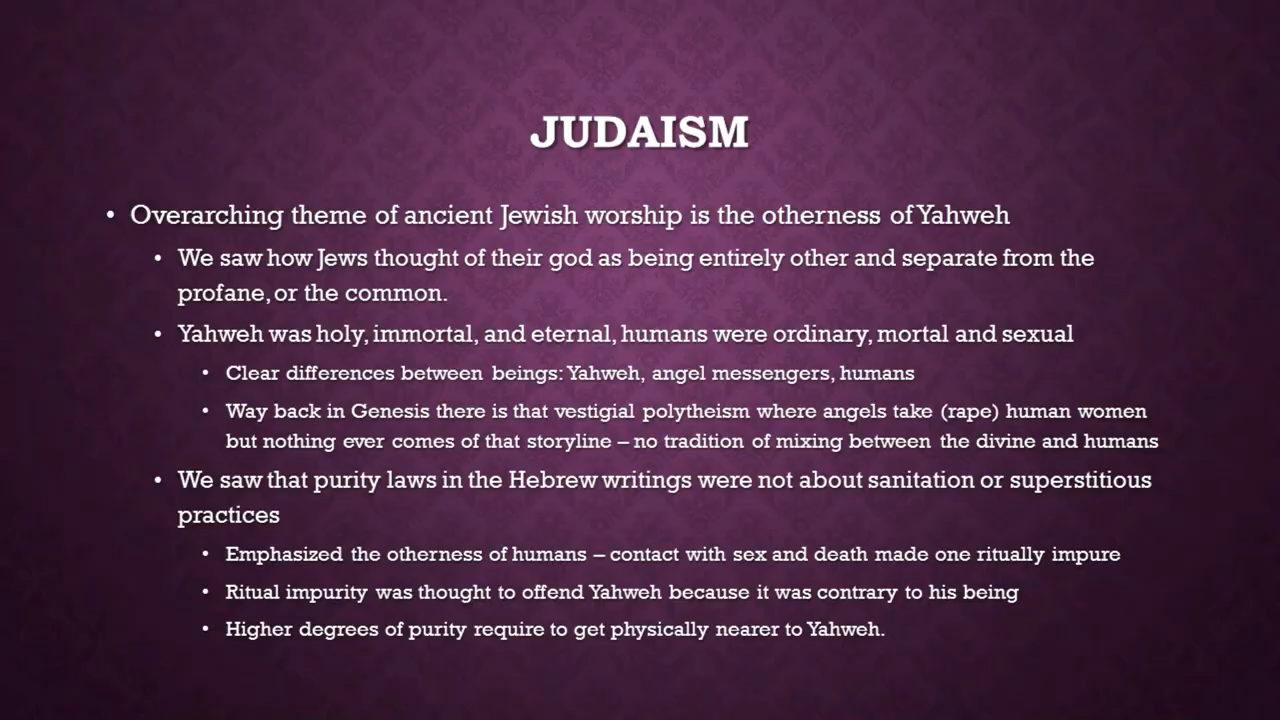 JUDAISM
• Overarching theme of ancient Jewish worship is the otherness of Yahweh
• We saw how Jews thought of their god as being entirely other and separate from the
profane, or the common.
• Yahweh was holy, immortal, and eternal, humans were ordinary, mortal and sexual
• Clear differences between beings: Yahweh, angel messengers, humans
• Way back in Genesis there is that vestigial polytheism where angels take (rape) human women
but nothing ever comes of that storyline – no tradition of mixing between the divine and humans
• We saw that purity laws in the Hebrew writings were not about sanitation or superstitious
practices
• Emphasized the otherness of humans – contact with sex and death made one ritually impure
• Ritual impurity was thought to offend Yahweh because it was contrary to his being
• Higher degrees of purity require to get physically nearer to Yahweh.